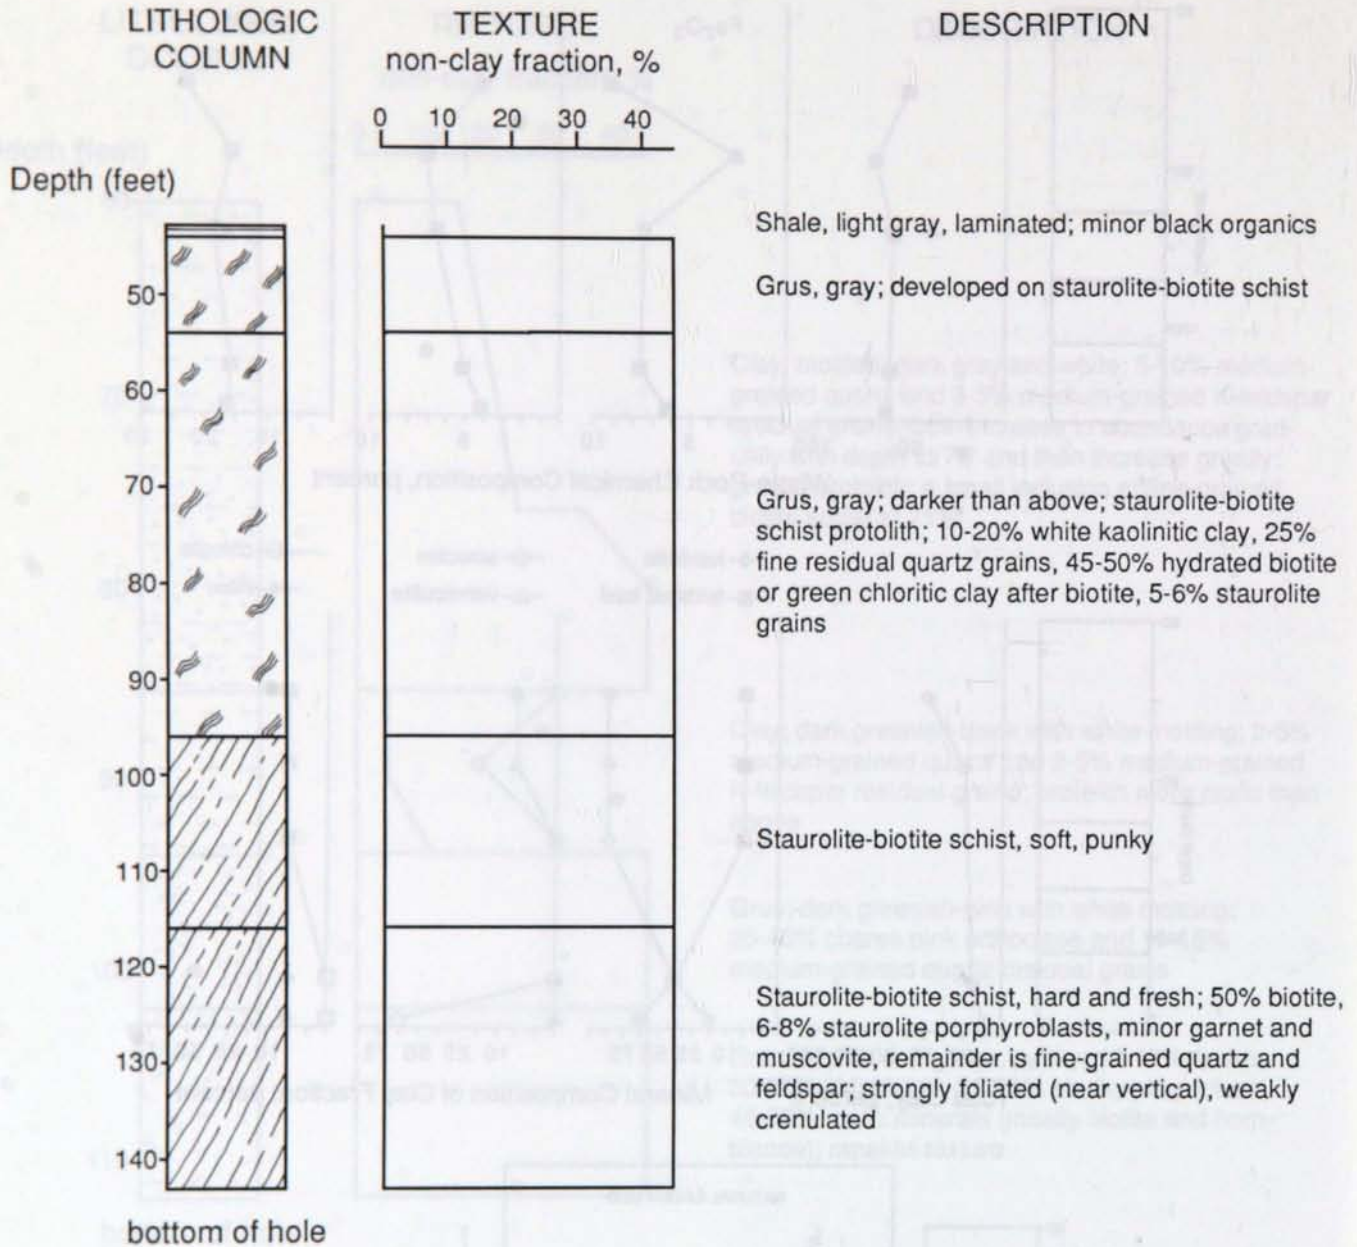 LITHOLOGIC
COLUMN
TEXTURE
non-clay fraction, %
DESCRIPTION
0 10 20 30 40
Depth (feet)
50
60
70
80
90
100
110
120
130
140
bottom of hole
Shale, light gray, laminated; minor black organics
Grus, gray; developed on staurolite-biotite schist
Grus, gray; darker than above; staurolite-biotite
schist protolith; 10-20% white kaolinitic clay, 25%
fine residual quartz grains, 45-50% hydrated biotite
or green chloritic clay after biotite, 5-6% staurolite
grains
Staurolite-biotite schist, soft, punky
Staurolite-biotite schist, hard and fresh; 50% biotite,
6-8% staurolite porphyroblasts, minor garnet and
musconte, remainder is fine-grained quartz and
feldspar; strongly foliated (near vertical), weakly
crenulated